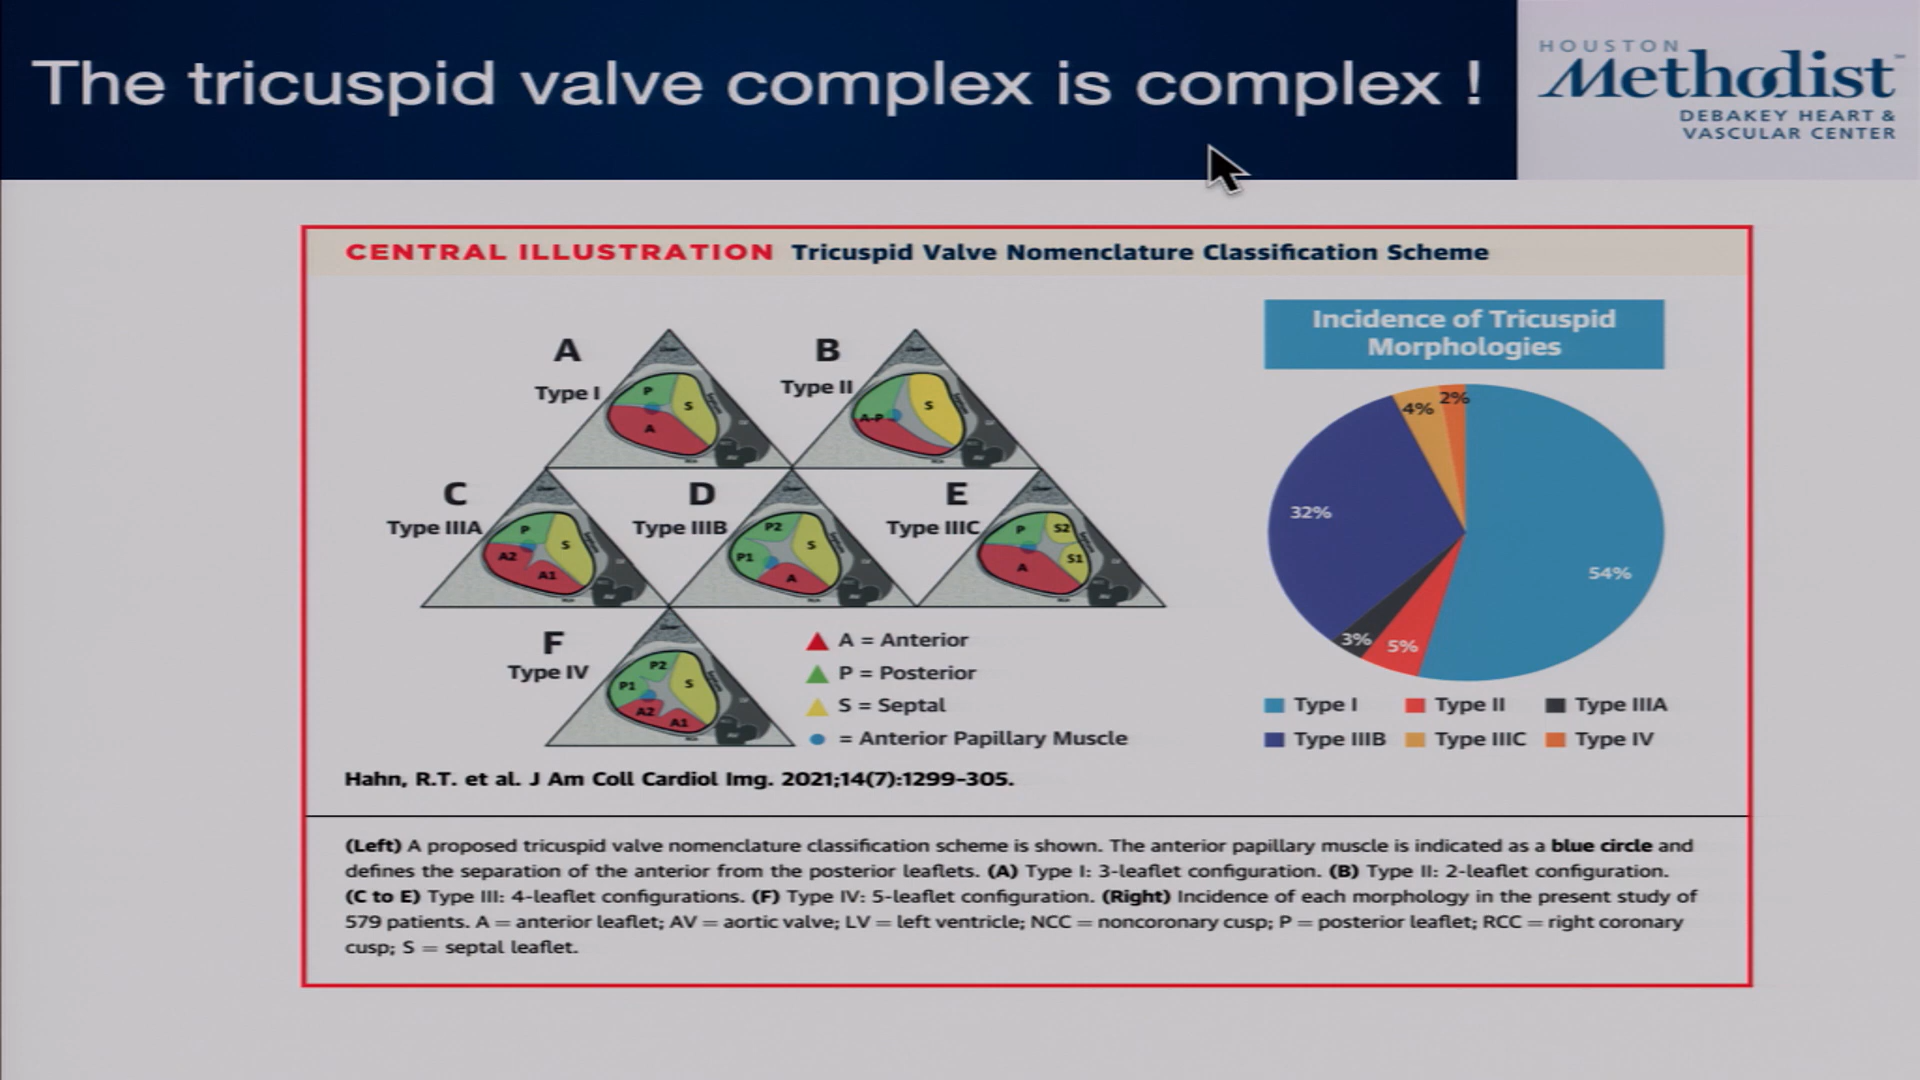 The tricuspid valve complex is complex !
HOUSTON
Methodist
DEBAKEY HEART &
VASCULAR CENTER
CENTRAL ILLUSTRATION Tricuspid Valve Nomenclature Classification Scheme
A
Type I
P
S
A
B
Type II
S
A-P
C
Type IIIA
P
S
A2
A1
D
Type IIIB
P2
S
P1
A
E
Type IIIC
P
S2
S1
A
F
Type IV
P2
S
P1
A2
A1
A = Anterior
P = Posterior
S = Septal
= Anterior Papillary Muscle
Incidence of Tricuspid
Morphologies
4%
2%
32%
54%
3%
5%
Type I
Type II
Type IIIA
Type IIIB
Type IIIC
Type IV
Hahn, R.T. et al. J Am Coll Cardiol Img. 2021;14(7):1299-305.
(Left) A proposed tricuspid valve nomenclature classification scheme is shown. The anterior papillary muscle is indicated as a blue circle and
defines the separation of the anterior from the posterior leaflets. (A) Type I: 3-leaflet configuration. (B) Type II: 2-leaflet configuration.
(C to E) Type III: 4-leaflet configurations. (F) Type IV: 5-leaflet configuration. (Right) Incidence of each morphology in the present study of
579 patients. A = anterior leaflet; AV = aortic valve; LV = left ventricle; NCC = noncoronary cusp; P = posterior leaflet; RCC = right coronary
cusp; S = septal leaflet.